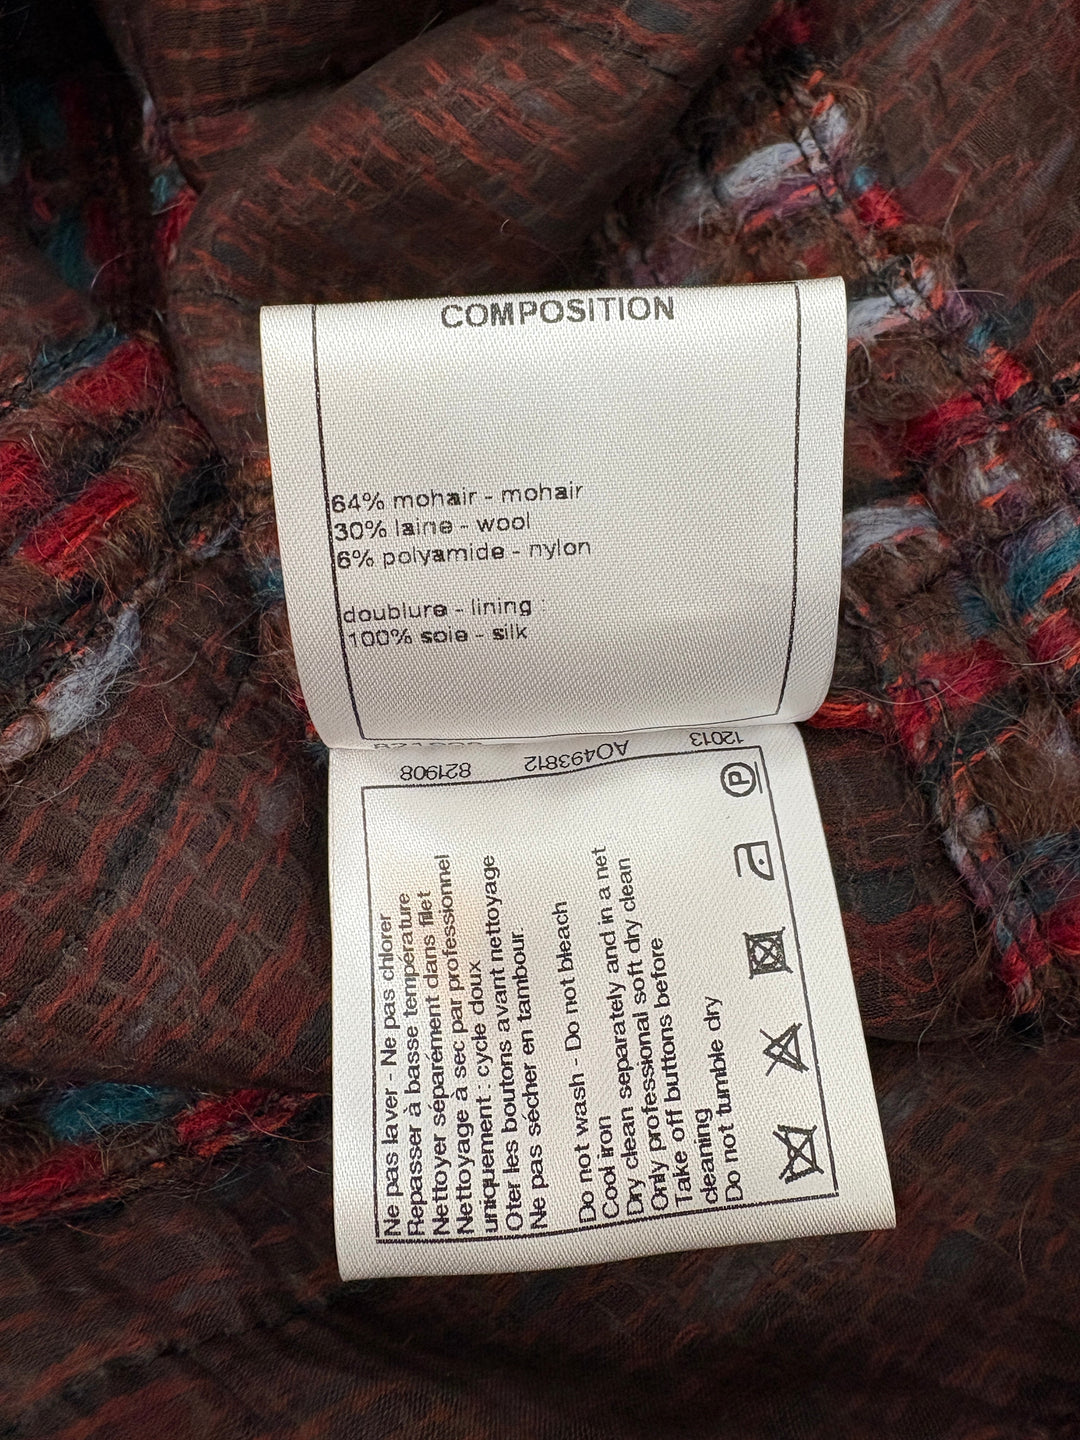 COMPOSITION
64% mohair - mohair
30% laine - wool
6% polyamide - nylon
doublure - lining :
100% soie - silk
821908 AO493812 12013
Ne pas laver - Ne pas chlorer
Repasser à basse température
Nettoyer séparément dans filet
Nettoyage à sec par professionnel
uniquement : cycle doux
Oter les boutons avant nettoyage
Ne pas sécher en tambour.
Do not wash - Do not bleach
Cool iron
Dry clean separately and in a net
Only professional soft dry clean
Take off buttons before
cleaning
Do not tumble dry
P